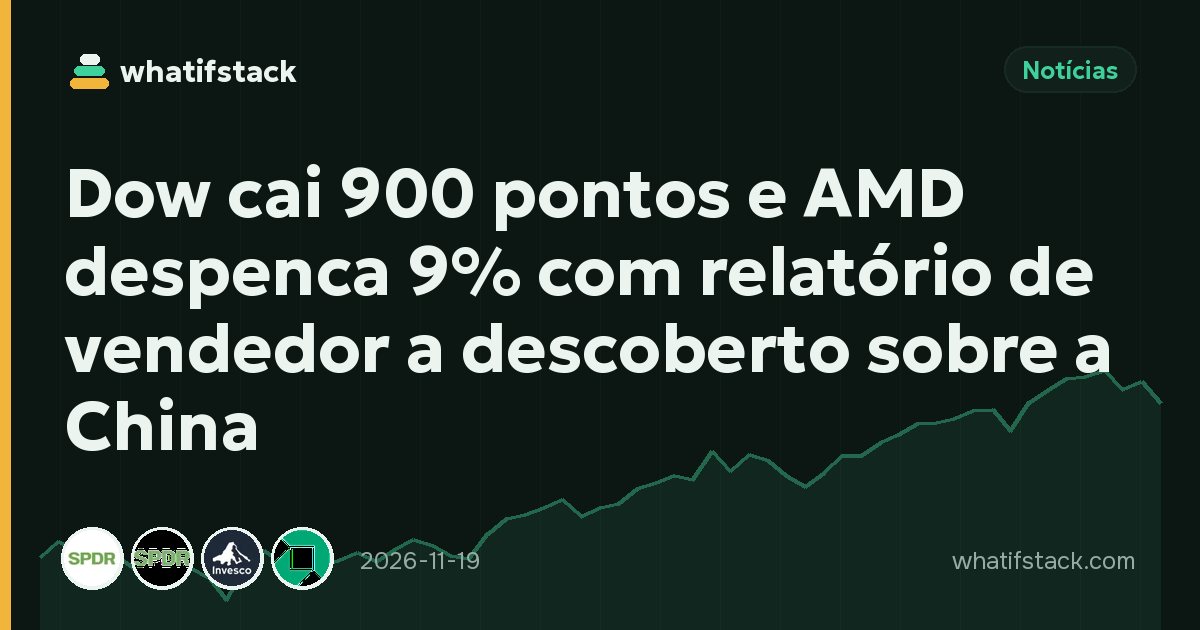 whatifstack
Notícias
Dow cai 900 pontos e AMD
despenca 9% com relatório de
vendedor a descoberto sobre a
China
SPDR
SPDR
Invesco
2026-11-19
whatifstack.com